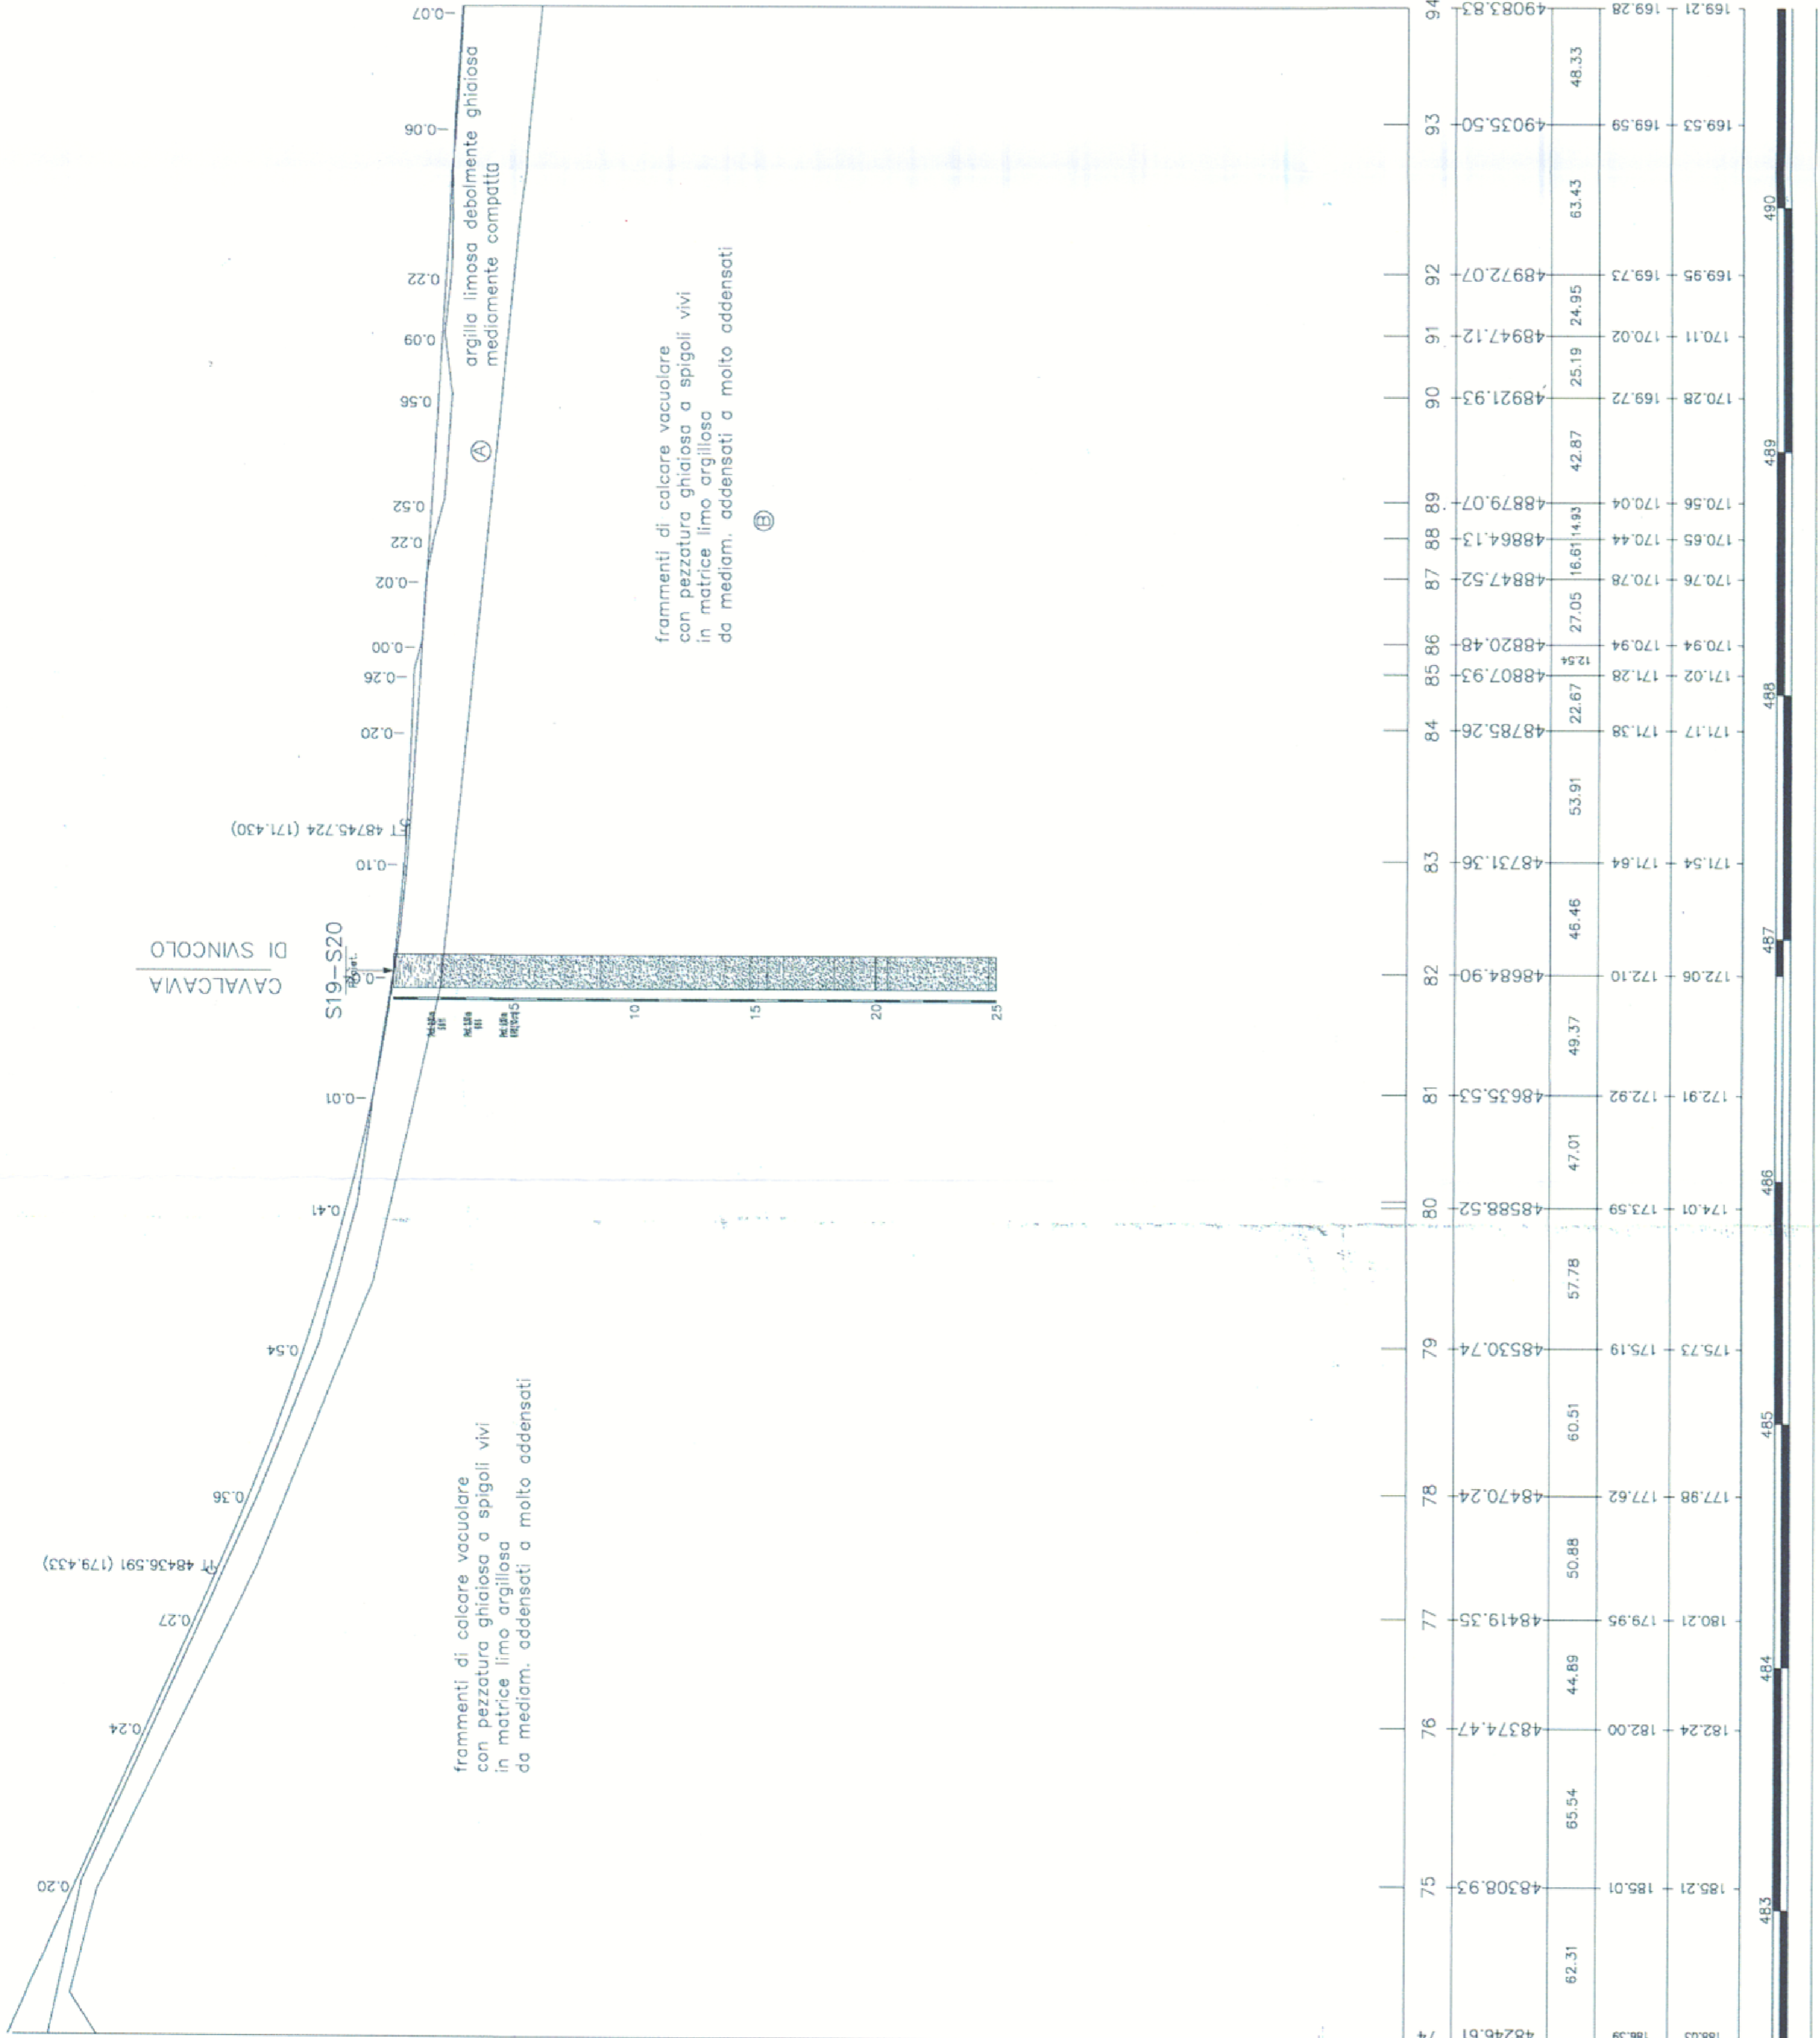 CAVALCAVIA
DI SVINCOLO
S19-S20
5
10
15
20
25
frammenti di calcare vacuolare
con pezzatura ghiaiosa a spigoli vivi
in matrice limo argillosa
da mediam. addensati a molto addensati
frammenti di calcare vacuolare
con pezzatura ghiaiosa a spigoli vivi
in matrice limo argillosa
da mediam. addensati a molto addensati
B
argilla limosa debolmente ghiaiosa
mediamente compatta
A
FT 48436.591 (179.433)
FT 48745.724 (171.430)
0.20
0.24
0.27
0.36
0.54
0.41
-0.01
-0.10
-0.20
-0.26
-0.00
-0.02
0.22
0.52
0.56
0.09
0.22
-0.06
-0.07
74 75 76 77 78 79 80 81 82 83 84 85 86 87 88 89 90 91 92 93 94
48246.61 48308.93 48374.47 48419.35 48470.24 48530.74 48588.52 48635.53 48684.90 48731.36 48785.26 48807.93 48820.48 48847.52 48864.13 48879.07 48921.93 48947.12 48972.07 49035.50 49083.83
62.31 65.54 44.89 50.88 60.51 57.78 47.01 49.37 46.46 53.91 22.67 12.54 27.05 16.61 14.93 42.87 25.19 24.95 63.43 48.33
186.39 185.01 182.00 179.95 177.62 175.19 173.59 172.92 172.10 171.64 171.38 171.28 170.94 170.78 170.44 170.04 169.72 170.02 169.73 169.59 169.28
188.03 185.21 182.24 180.21 177.98 175.73 174.01 172.91 172.06 171.54 171.17 171.02 170.94 170.76 170.65 170.56 170.28 170.11 169.95 169.53 169.21
483 484 485 486 487 488 489 490